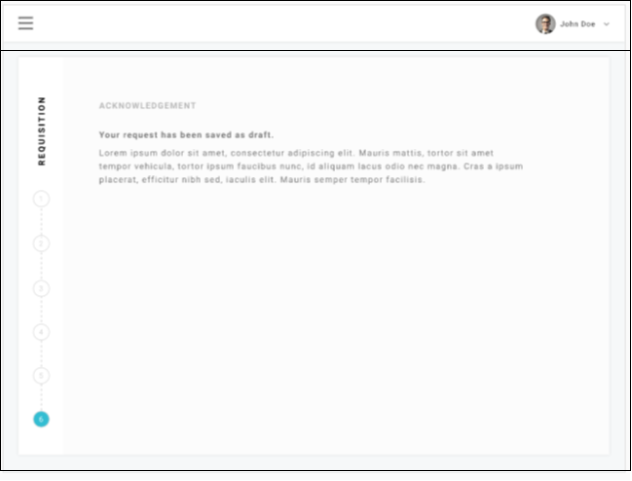 John Doe
REQUISITION
ACKNOWLEDGEMENT
Your request has been saved as draft.
Lorem ipsum dolor sit amet, consectetur adipiscing elit. Mauris mattis, tortor sit amet
tempor vehicula, tortor ipsum faucibus nunc, id aliquam lacus odio nec magna. Cras a ipsum
placerat, efficitur nibh sed, iaculis elit. Mauris semper tempor facilisis.
1
2
3
4
5
6